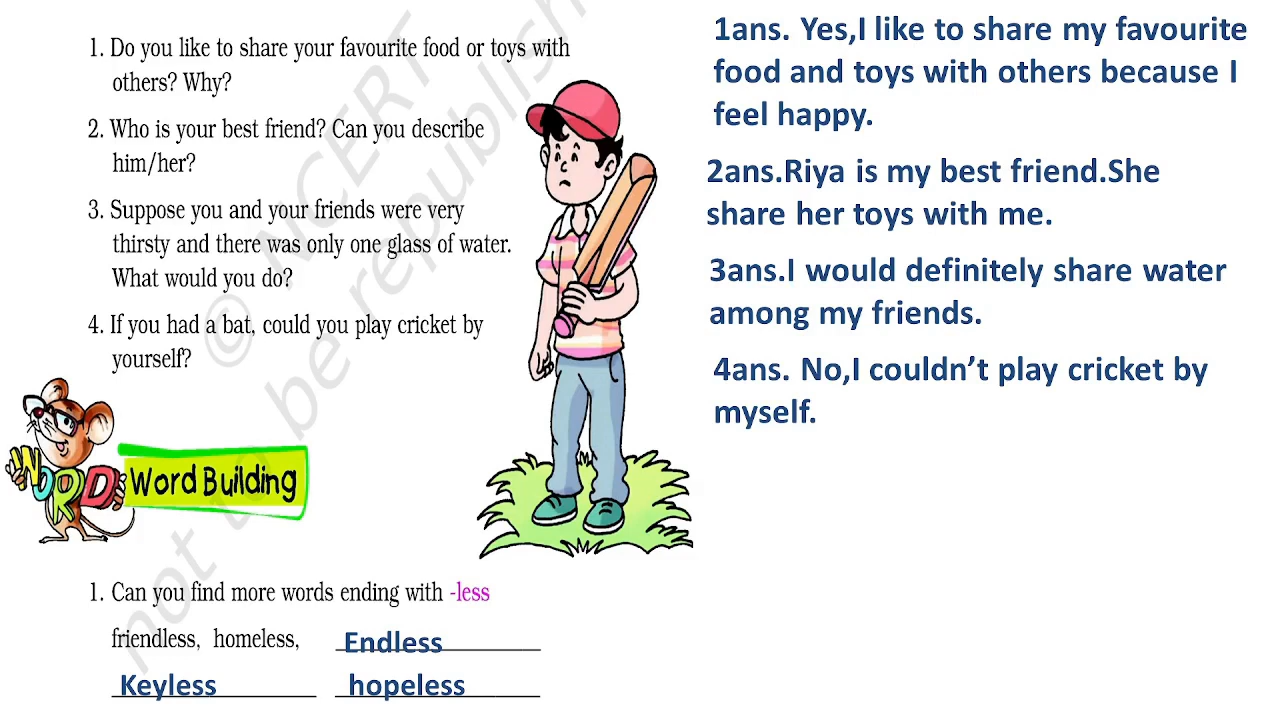 1. Do you like to share your favourite food or toys with
others? Why?
2. Who is your best friend? Can you describe
him/her?
3. Suppose you and your friends were very
thirsty and there was only one glass of water.
What would you do?
4. If you had a bat, could you play cricket by
yourself?
WORD
Word Building
1. Can you find more words ending with -less
friendless, homeless, Endless
Keyless hopeless
© NCERT
not to be republish
1ans. Yes,I like to share my favourite
food and toys with others because I
feel happy.
2ans.Riya is my best friend.She
share her toys with me.
3ans.I would definitely share water
among my friends.
4ans. No,I couldn’t play cricket by
myself.